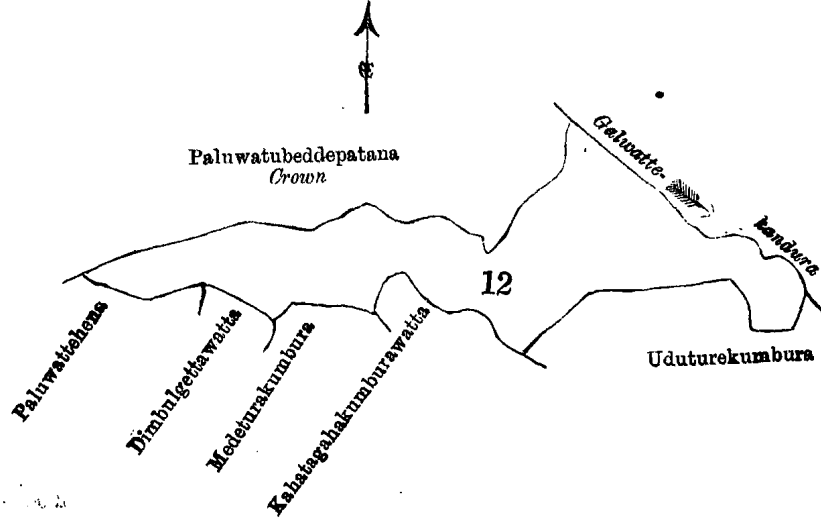 Paluwatubeddepatana
Crown
Galwatte-
kandura
12
Paluwattehena
Dimbulgettawatta
Medeturakumbura
Kahatagahakumburawatta
Uduturekumbura